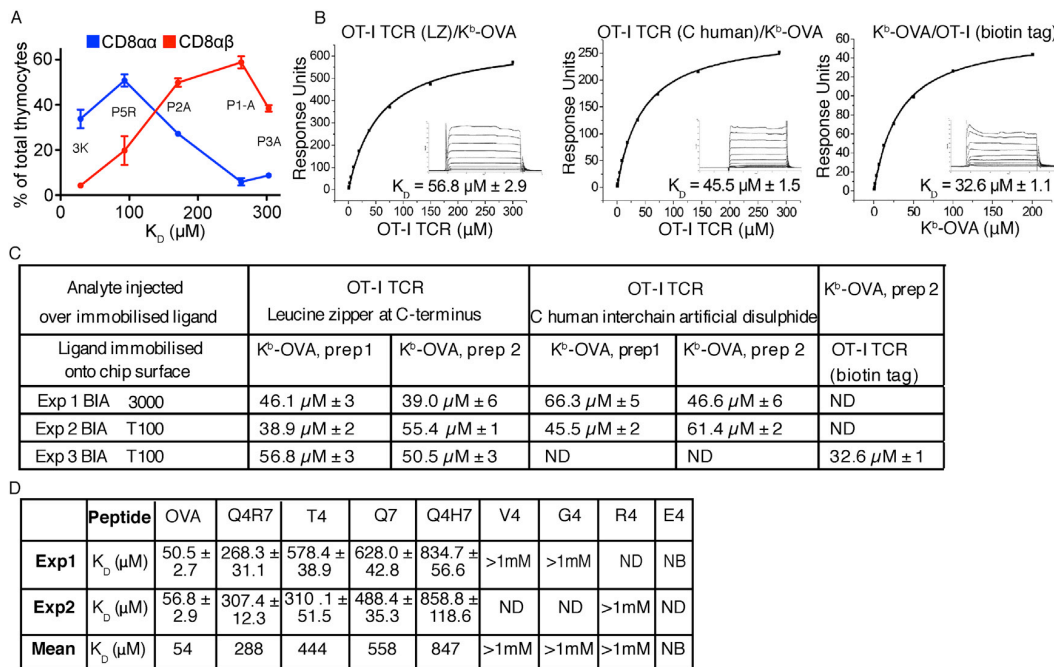 A
CD8αα CD8αβ
% of total thymocytes
60
40
20
0
3K
P5R
P2A
P1-A
P3A
0 100 200 300
K_D (µM)
B
OT-I TCR (LZ)/Kᵇ-OVA
Response Units
600
500
400
300
200
100
0
K_D = 56.8 µM ± 2.9
0 50 100 150 200 250 300
OT-I TCR (µM)
OT-I TCR (C human)/Kᵇ-OVA
Response Units
250
200
150
100
50
0
K_D = 45.5 µM ± 1.5
0 50 100 150 200 250 300
OT-I TCR (µM)
Kᵇ-OVA/OT-I (biotin tag)
Response Units
60
40
20
00
80
60
40
20
0
K_D = 32.6 µM ± 1.1
0 50 100 150 200
Kᵇ-OVA (µM)
C
Analyte injected
over immobilised ligand
OT-I TCR
Leucine zipper at C-terminus
OT-I TCR
C human interchain artificial disulphide
Kᵇ-OVA, prep 2
Ligand immobilised
onto chip surface
Kᵇ-OVA, prep1
Kᵇ-OVA, prep 2
Kᵇ-OVA, prep1
Kᵇ-OVA, prep 2
OT-I TCR
(biotin tag)
Exp 1 BIA 3000 46.1 µM ± 3 39.0 µM ± 6 66.3 µM ± 5 46.6 µM ± 6 ND
Exp 2 BIA T100 38.9 µM ± 2 55.4 µM ± 1 45.5 µM ± 2 61.4 µM ± 2 ND
Exp 3 BIA T100 56.8 µM ± 3 50.5 µM ± 3 ND ND 32.6 µM ± 1
D
Peptide OVA Q4R7 T4 Q7 Q4H7 V4 G4 R4 E4
Exp1 K_D (µM) 50.5 ± 2.7 268.3 ± 31.1 578.4 ± 38.9 628.0 ± 42.8 834.7 ± 56.6 >1mM >1mM ND NB
Exp2 K_D (µM) 56.8 ± 2.9 307.4 ± 12.3 310 .1 ± 51.5 488.4 ± 35.3 858.8 ± 118.6 ND ND >1mM ND
Mean K_D (µM) 54 288 444 558 847 >1mM >1mM >1mM NB